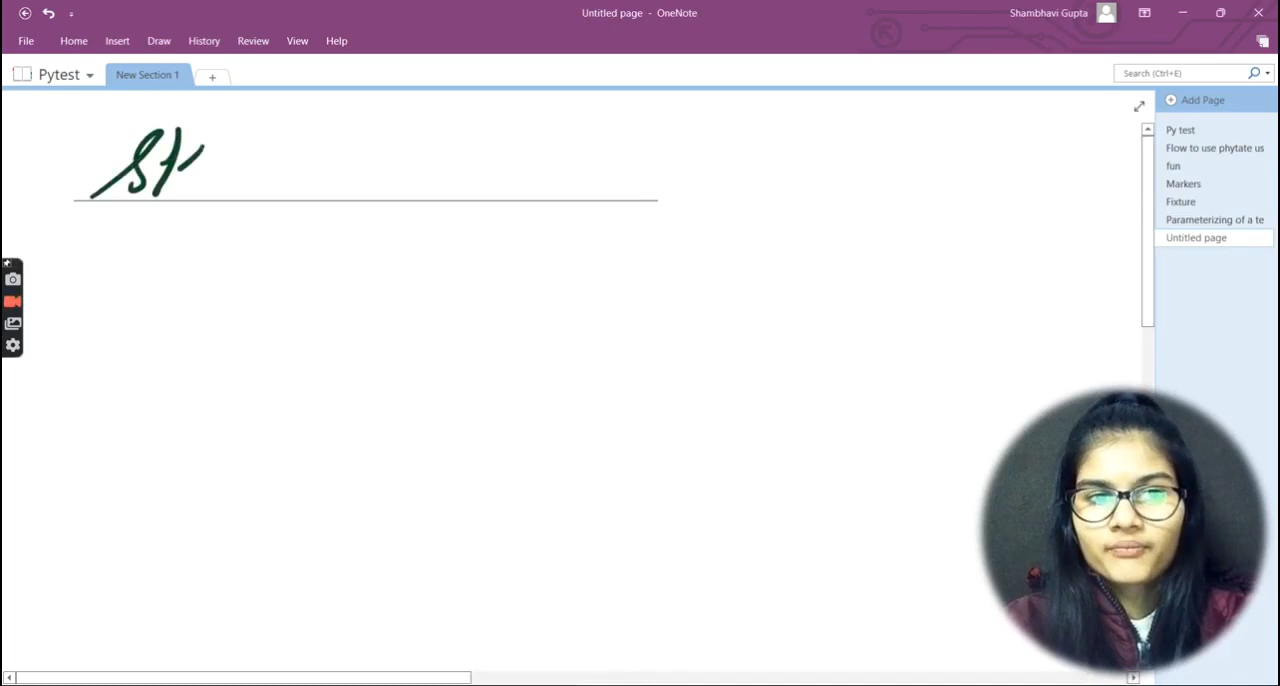 Untitled page - OneNote
Shambhavi Gupta
File Home Insert Draw History Review View Help
Pytest
New Section 1
+
Search (Ctrl+E)
Add Page
St
Py test
Flow to use phytate us
fun
Markers
Fixture
Parameterizing of a te
Untitled page